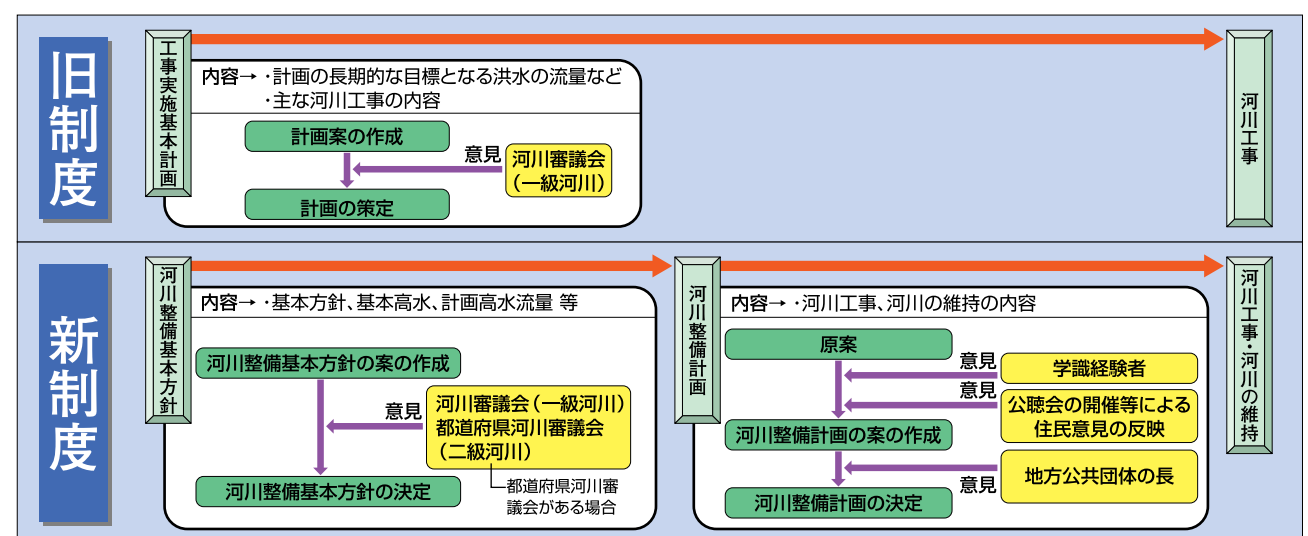 旧制度
工事実施基本計画
内容→ ・計画の長期的な目標となる洪水の流量など
・主な河川工事の内容
計画案の作成
意見
河川審議会
(一級河川)
計画の策定
河川工事
新制度
河川整備基本方針
内容→ ・基本方針、基本高水、計画高水流量 等
河川整備基本方針の案の作成
意見
河川審議会(一級河川)
都道府県河川審議会
(二級河川)
都道府県河川審
議会がある場合
河川整備基本方針の決定
河川整備計画
内容→ ・河川工事、河川の維持の内容
原案
意見
学識経験者
意見
公聴会の開催等による
住民意見の反映
河川整備計画の案の作成
意見
地方公共団体の長
河川整備計画の決定
河川工事・河川の維持